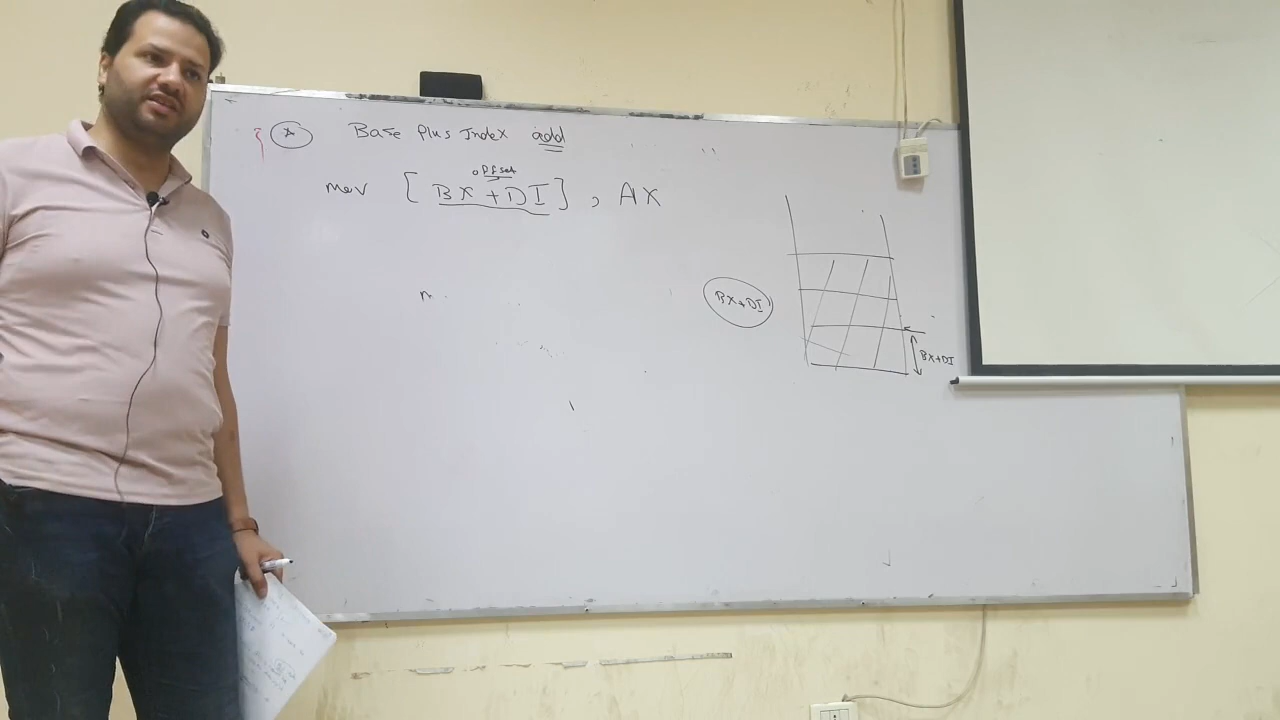 * Base Plus Index add
offset
mov [BX+DI], AX
BX+DI
BX+DI